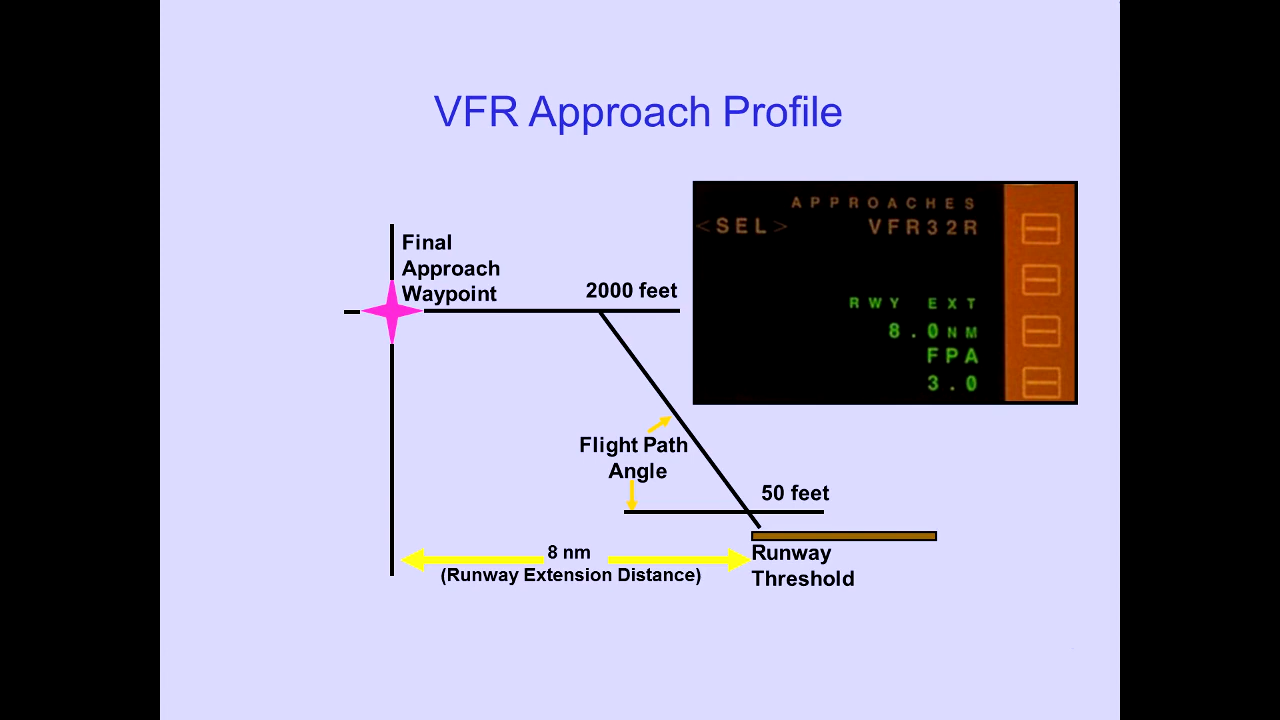 VFR Approach Profile
APPROACHES
<SEL> VFR32R
RWY EXT
8.0NM
FPA
3.0
Final
Approach
Waypoint
2000 feet
Flight Path
Angle
50 feet
8 nm
(Runway Extension Distance)
Runway
Threshold